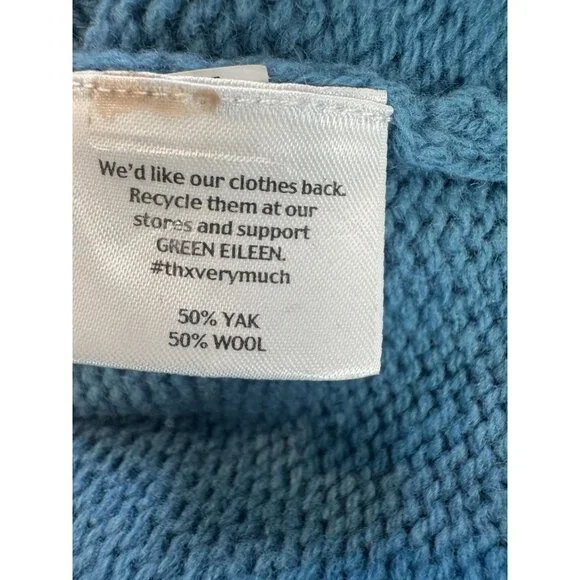 We'd like our clothes back.
Recycle them at our
stores and support
GREEN EILEEN.
#thxverymuch
50% YAK
50% WOOL